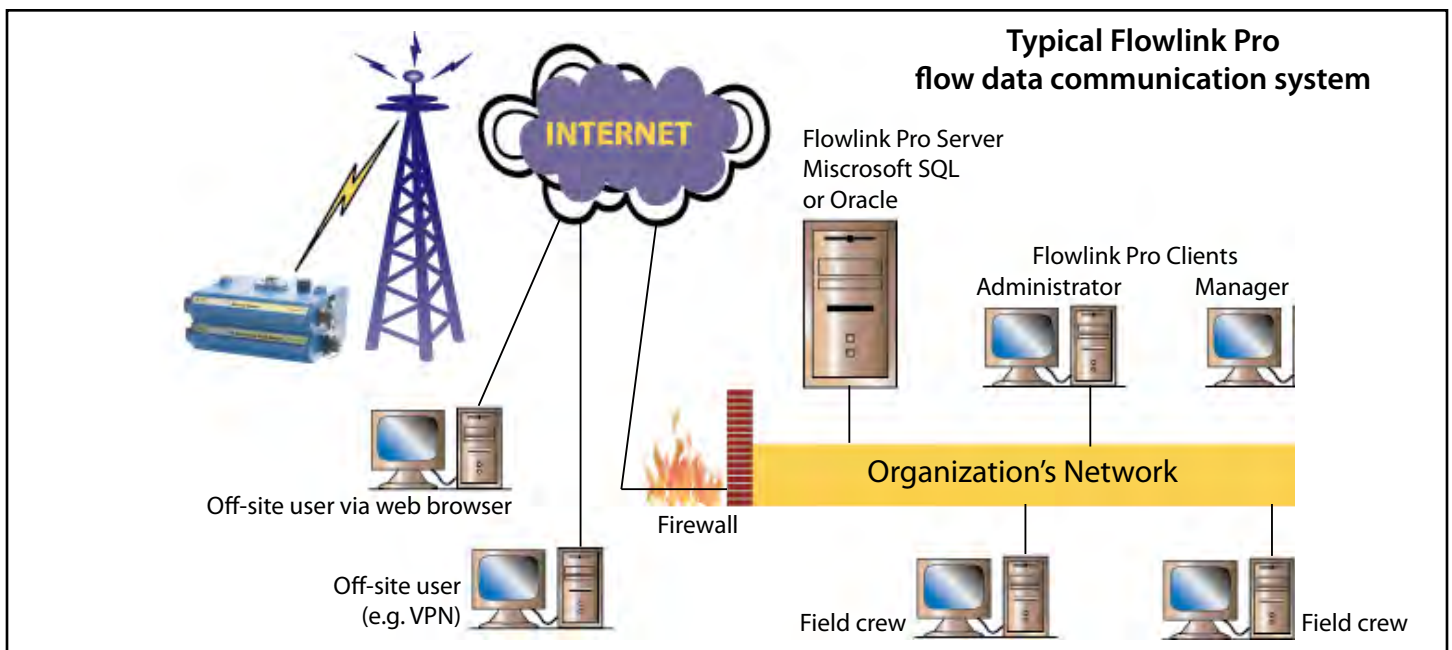 Typical Flowlink Pro
flow data communication system
INTERNET
Flowlink Pro Server
Miscrosoft SQL
or Oracle
Flowlink Pro Clients
Administrator
Manager
Organization's Network
Off-site user via web browser
Firewall
Off-site user
(e.g. VPN)
Field crew
Field crew